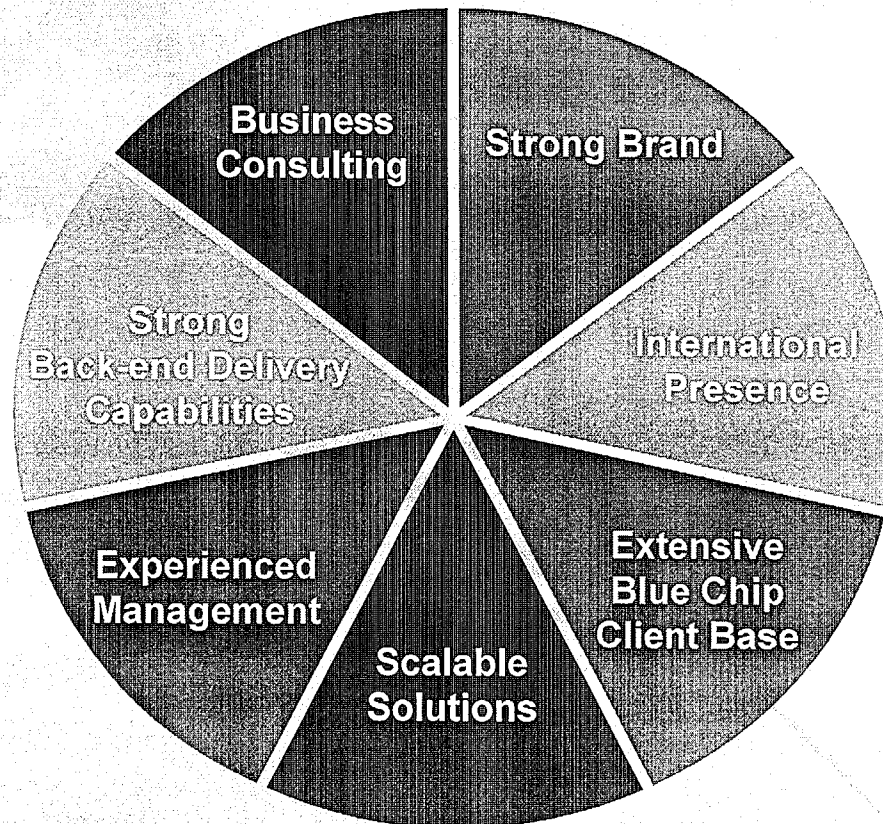 Business
Consulting
Strong Brand
International
Presence
Extensive
Blue Chip
Client Base
Scalable
Solutions
Experienced
Management
Strong
Back-end Delivery
Capabilities